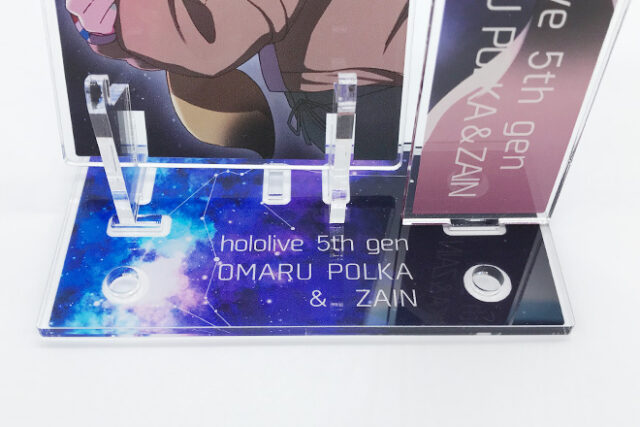 5th gen
POLKA&ZAIN
hololive 5th gen
OMARU POLKA
& ZAIN